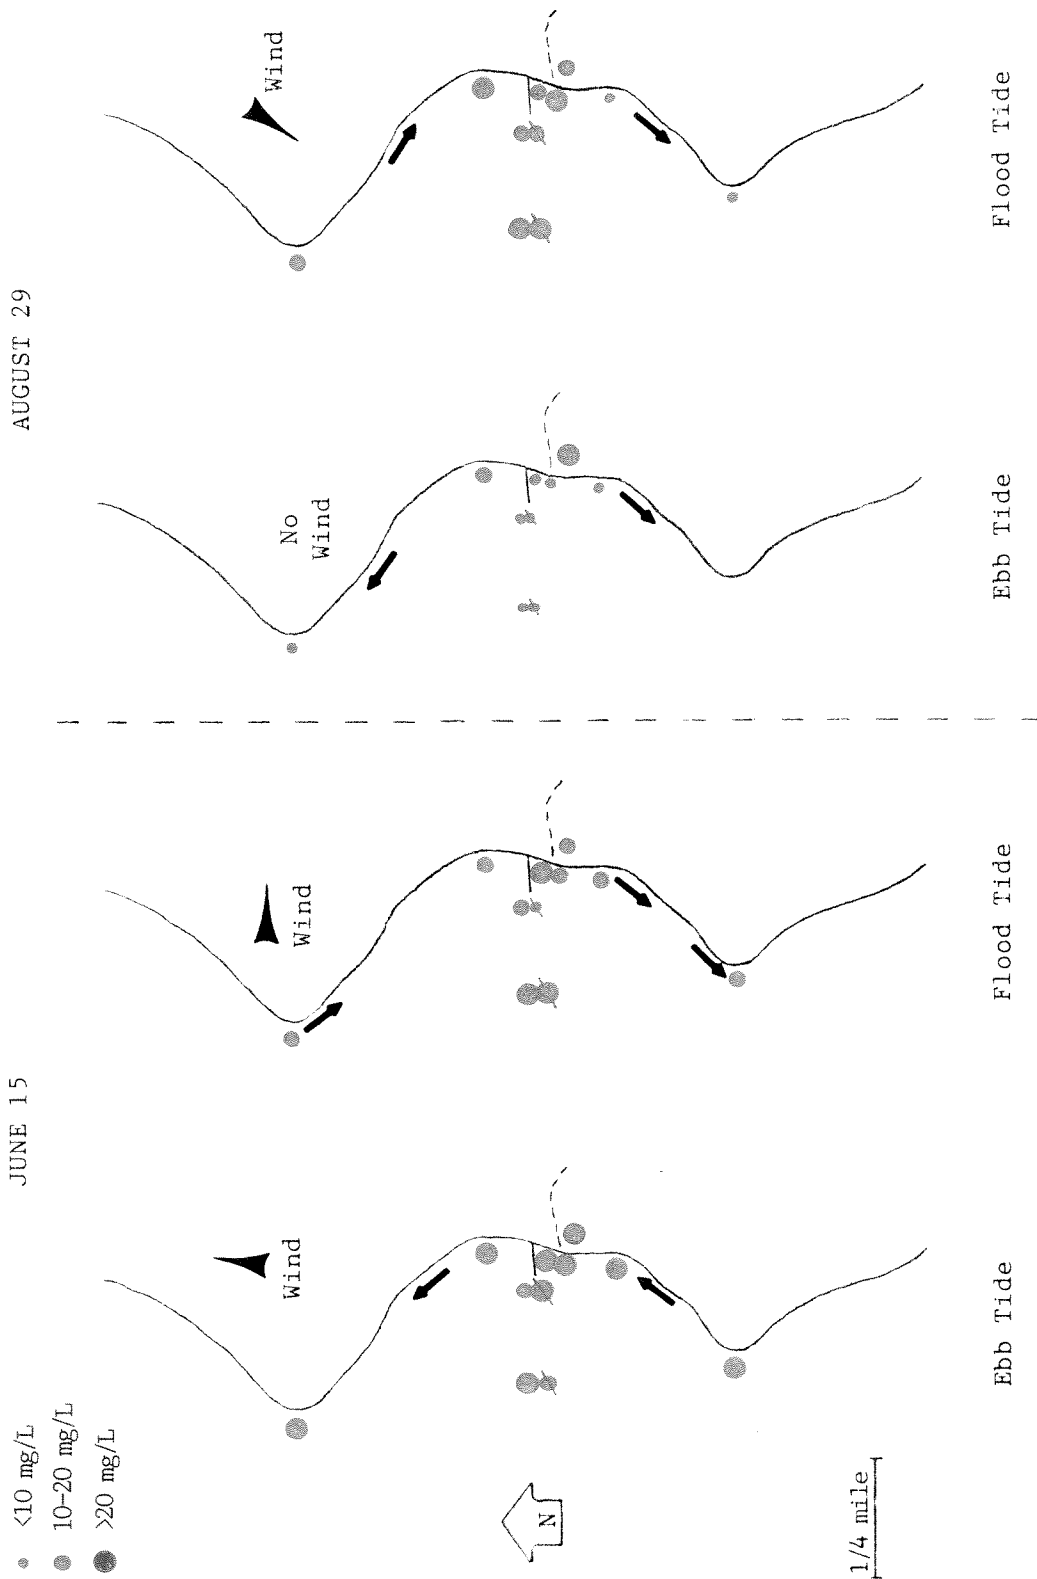 JUNE 15
AUGUST 29
<10 mg/L
10-20 mg/L
>20 mg/L
Wind
Wind
No
Wind
Wind
N
1/4 mile
Ebb Tide
Flood Tide
Ebb Tide
Flood Tide